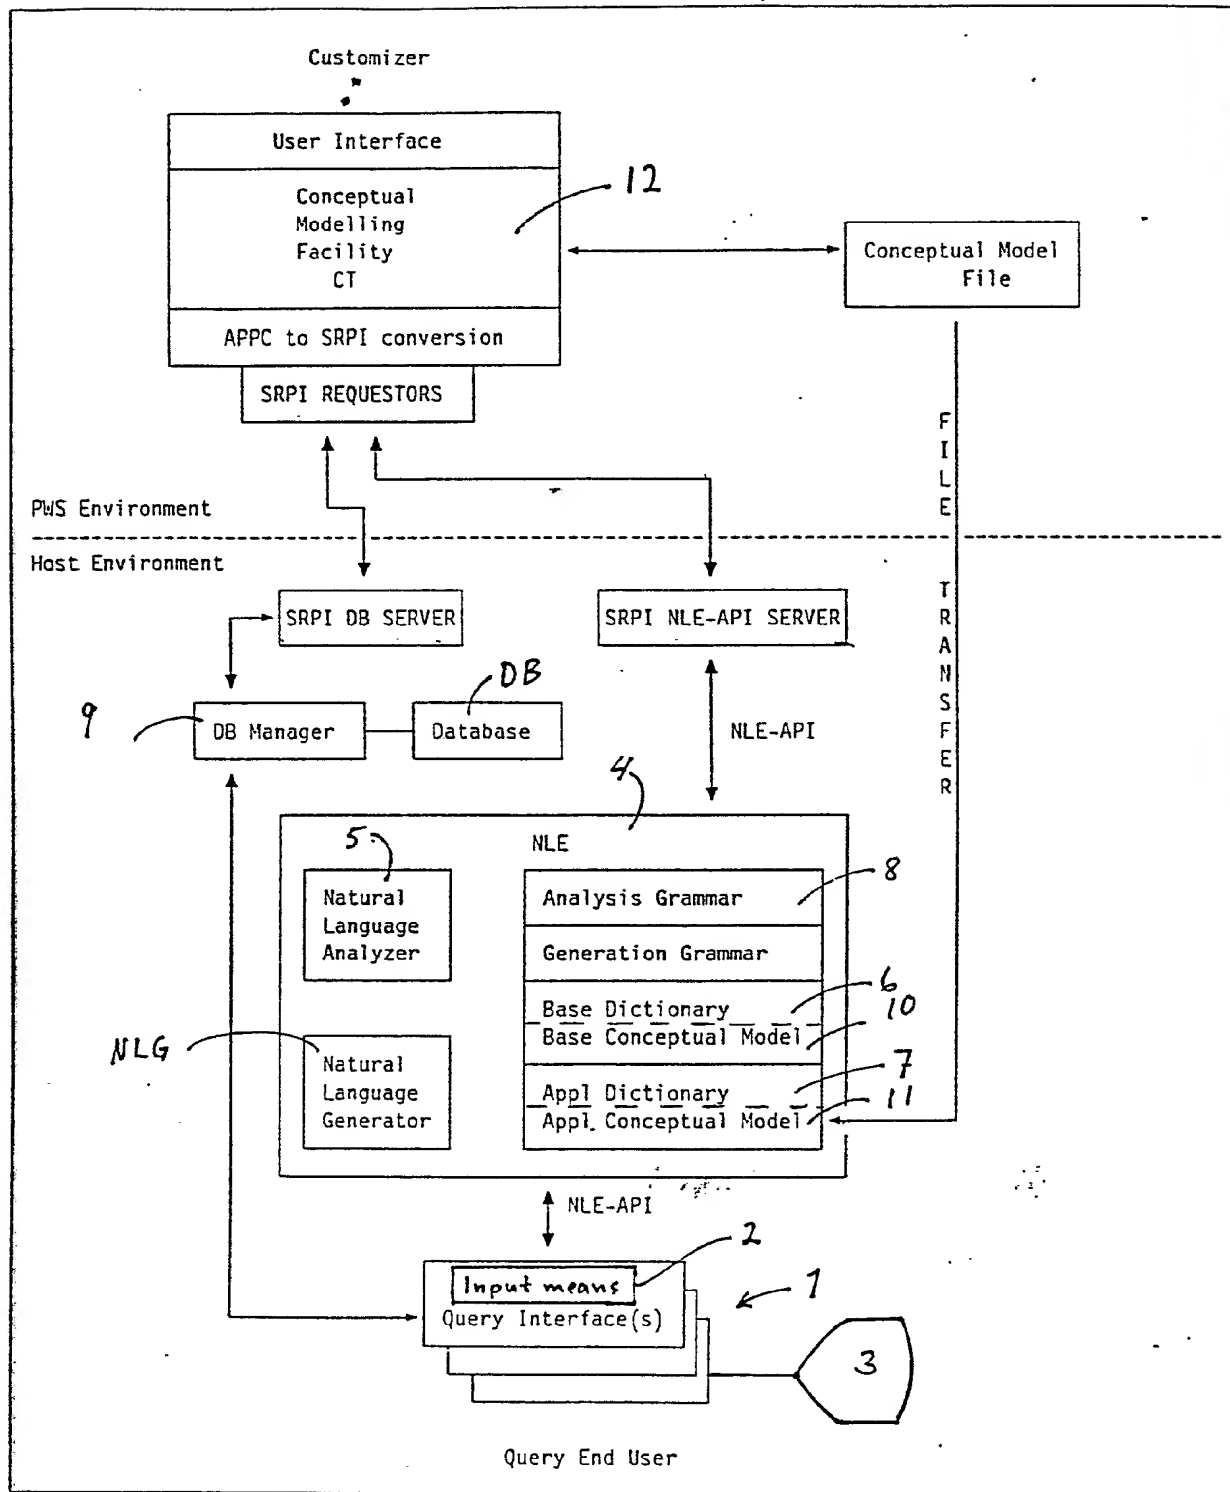 Customizer
User Interface
12
Conceptual
Modelling
Facility
CT
Conceptual Model
File
APPC to SRPI conversion
SRPI REQUESTORS
FILE
PWS Environment
Host Environment
TRANSFER
SRPI DB SERVER
SRPI NLE-API SERVER
DB
9
DB Manager
Database
NLE-API
4
5
NLE
8
Natural
Language
Analyzer
Analysis Grammar
Generation Grammar
6
Base Dictionary
10
Base Conceptual Model
NLG
Natural
Language
Generator
7
Appl Dictionary
11
Appl. Conceptual Model
NLE-API
2
Input means
1
Query Interface(s)
3
Query End User